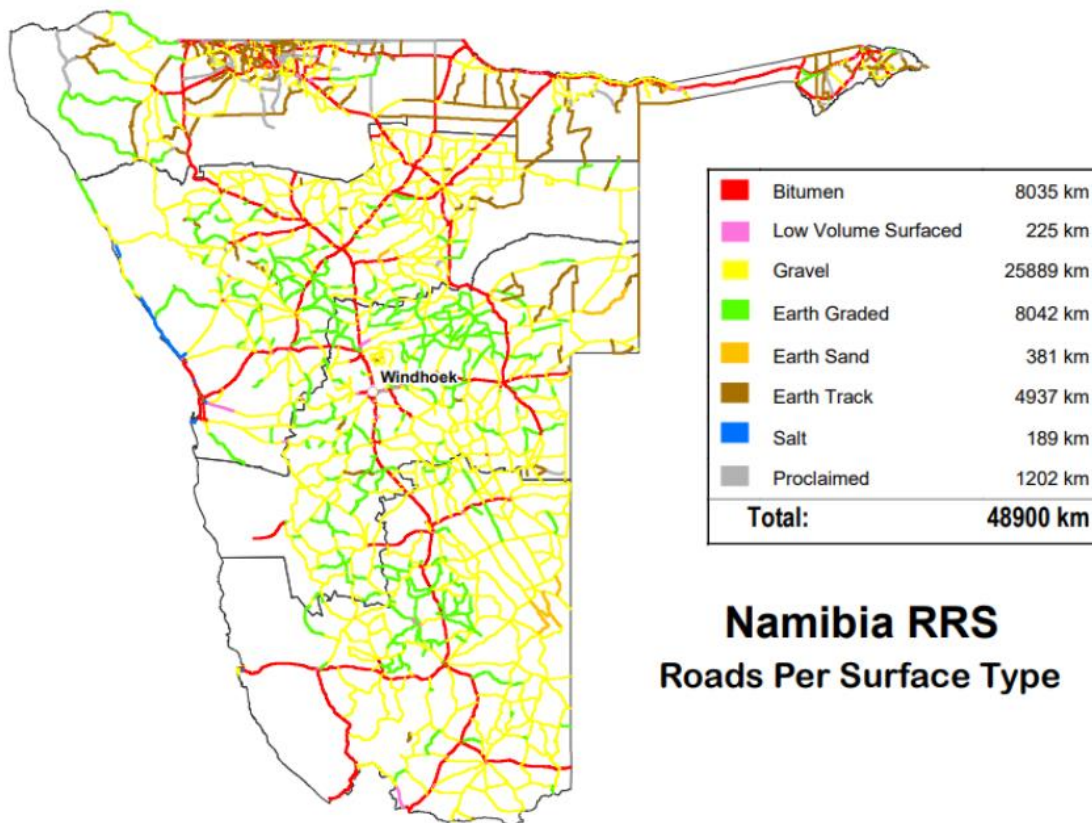 Windhoek
Bitumen 8035 km
Low Volume Surfaced 225 km
Gravel 25889 km
Earth Graded 8042 km
Earth Sand 381 km
Earth Track 4937 km
Salt 189 km
Proclaimed 1202 km
Total: 48900 km
Namibia RRS
Roads Per Surface Type